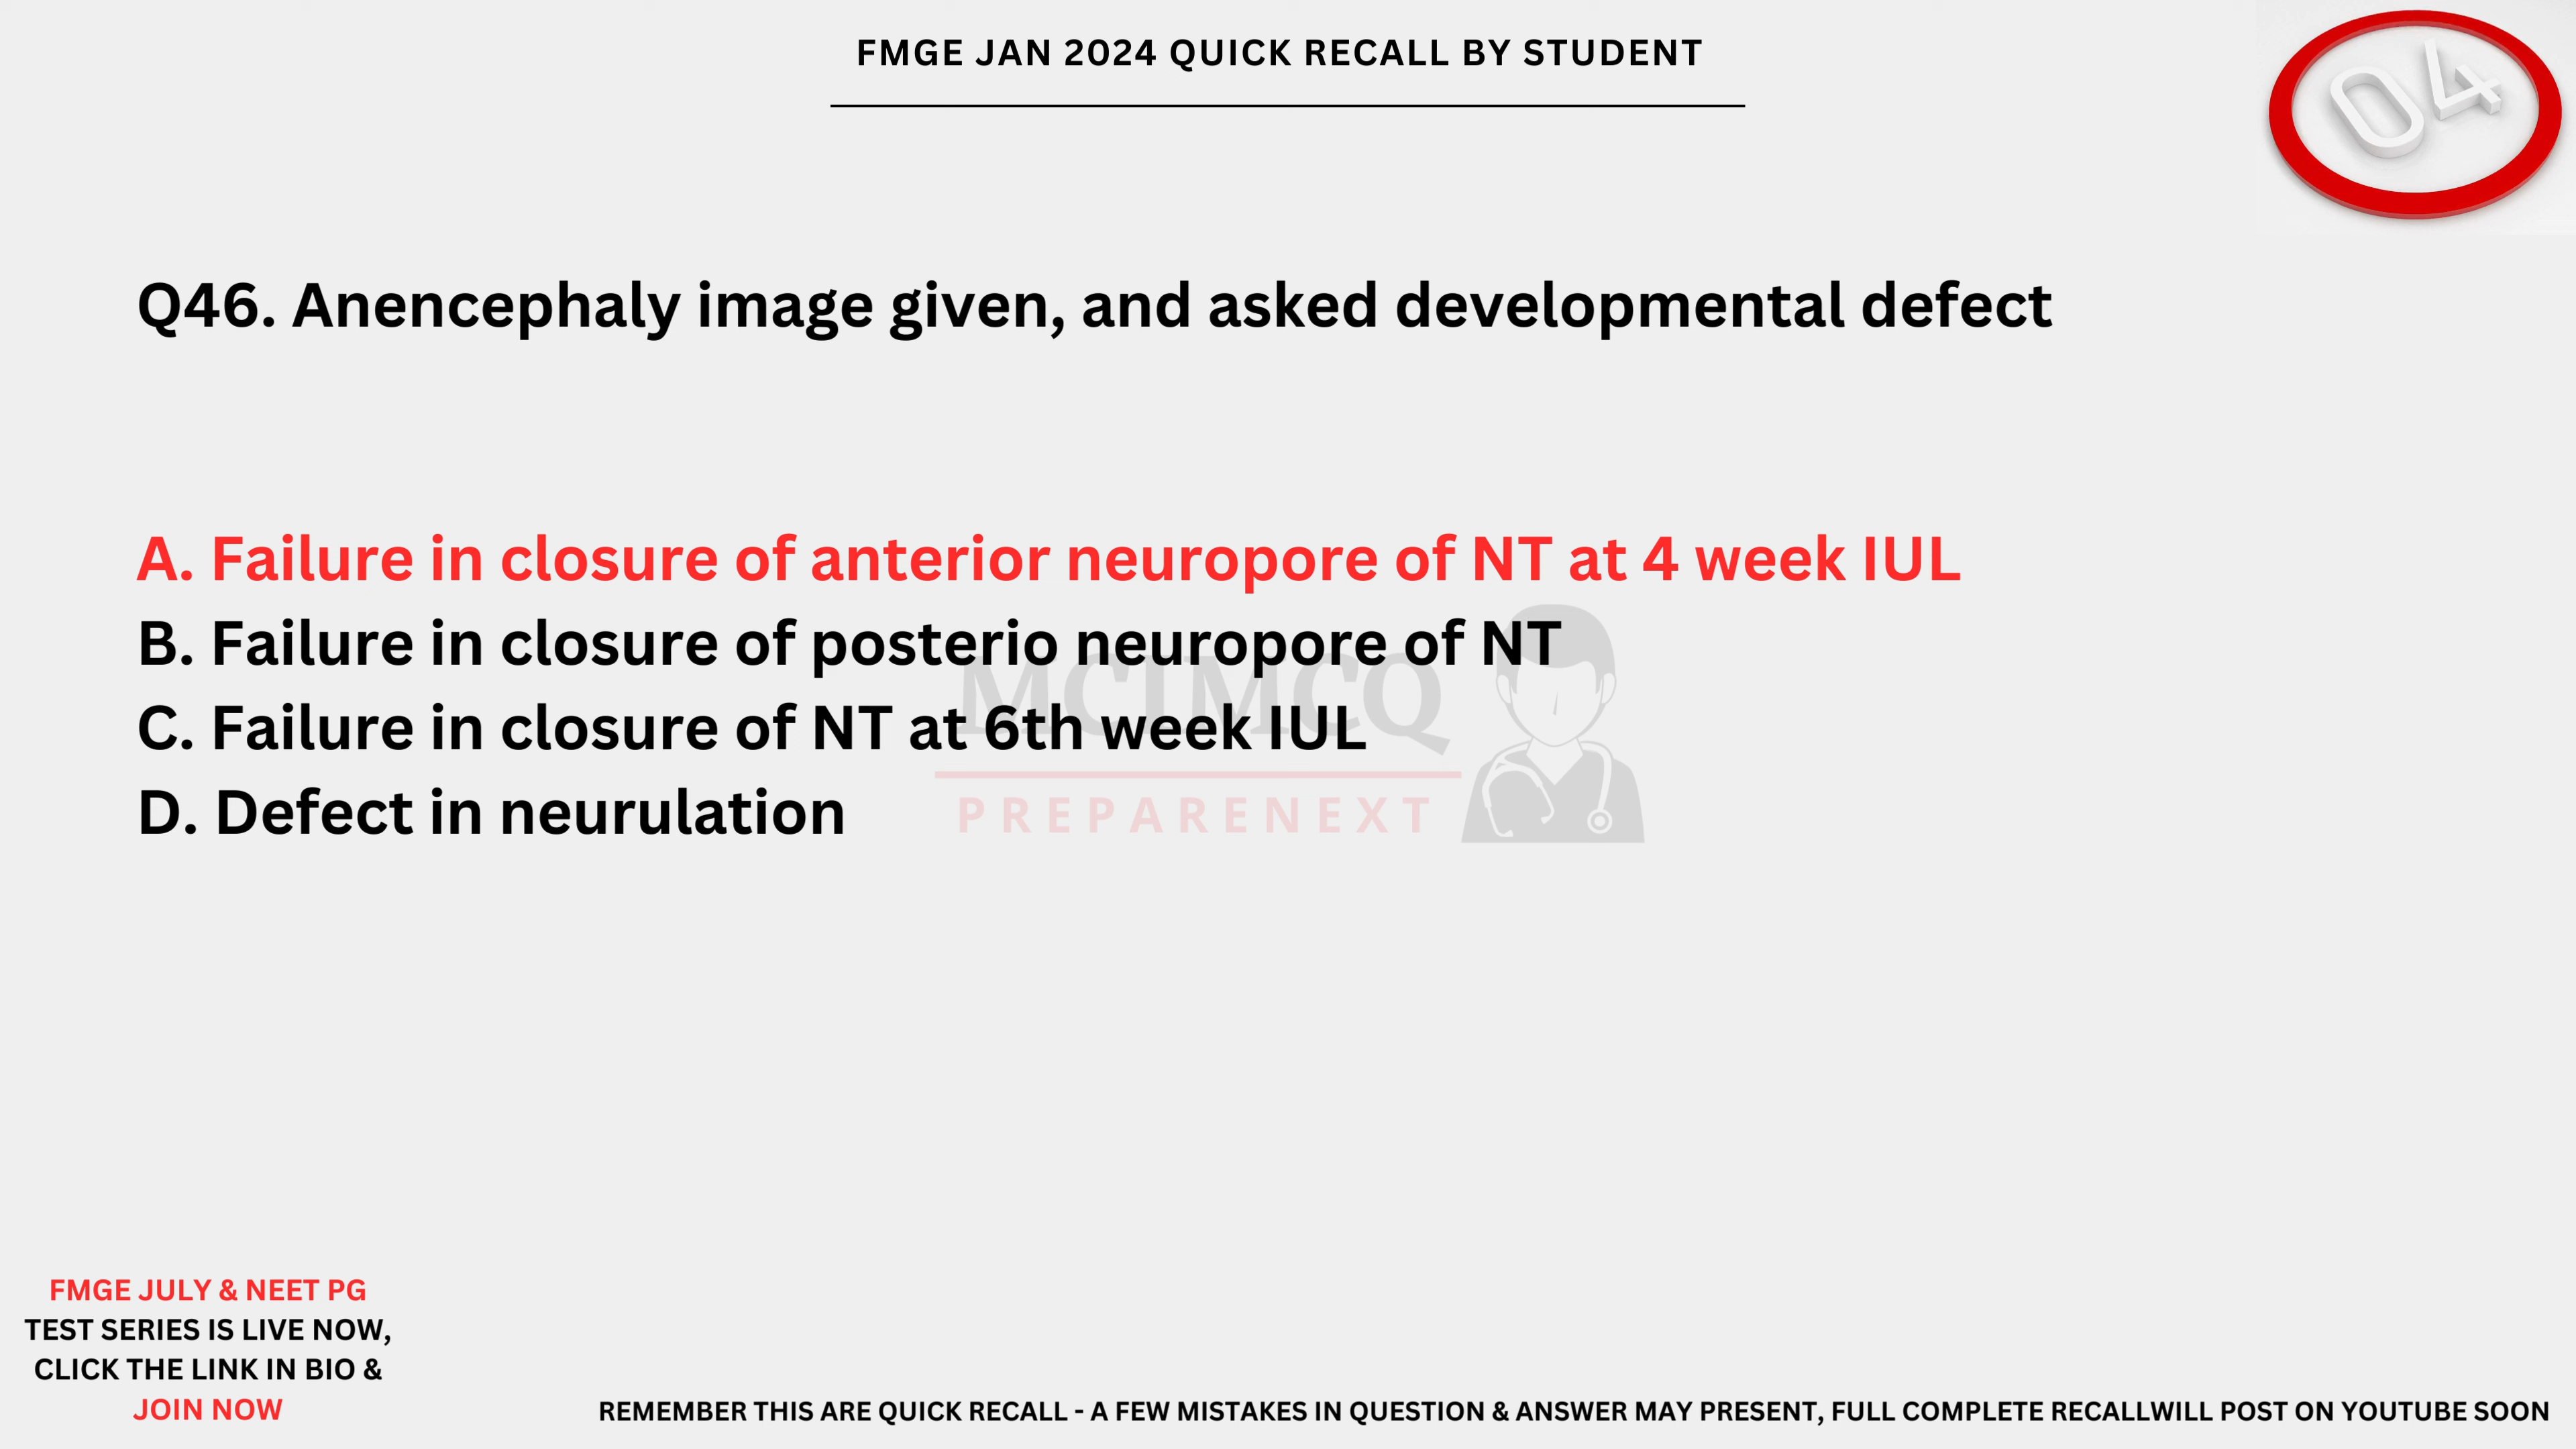 FMGE JAN 2024 QUICK RECALL BY STUDENT
04
Q46. Anencephaly image given, and asked developmental defect
A. Failure in closure of anterior neuropore of NT at 4 week IUL
B. Failure in closure of posterio neuropore of NT
C. Failure in closure of NT at 6th week IUL
D. Defect in neurulation
MCIMCQ
PREPARENEXT
FMGE JULY & NEET PG
TEST SERIES IS LIVE NOW,
CLICK THE LINK IN BIO &
JOIN NOW
REMEMBER THIS ARE QUICK RECALL - A FEW MISTAKES IN QUESTION & ANSWER MAY PRESENT, FULL COMPLETE RECALLWILL POST ON YOUTUBE SOON